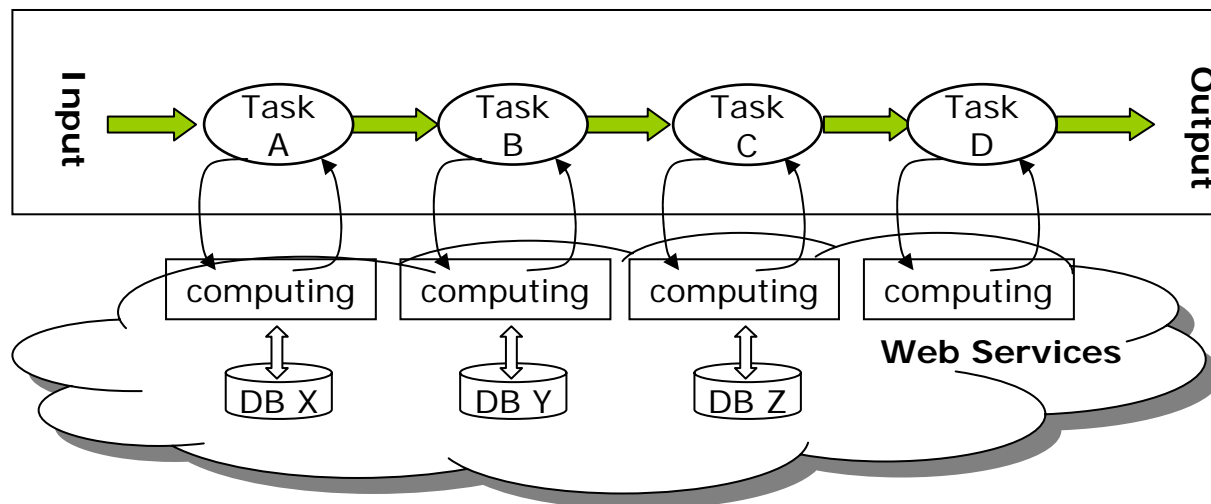 Input
Task
A
Task
B
Task
C
Task
D
Output
computing
computing
computing
computing
Web Services
DB X
DB Y
DB Z